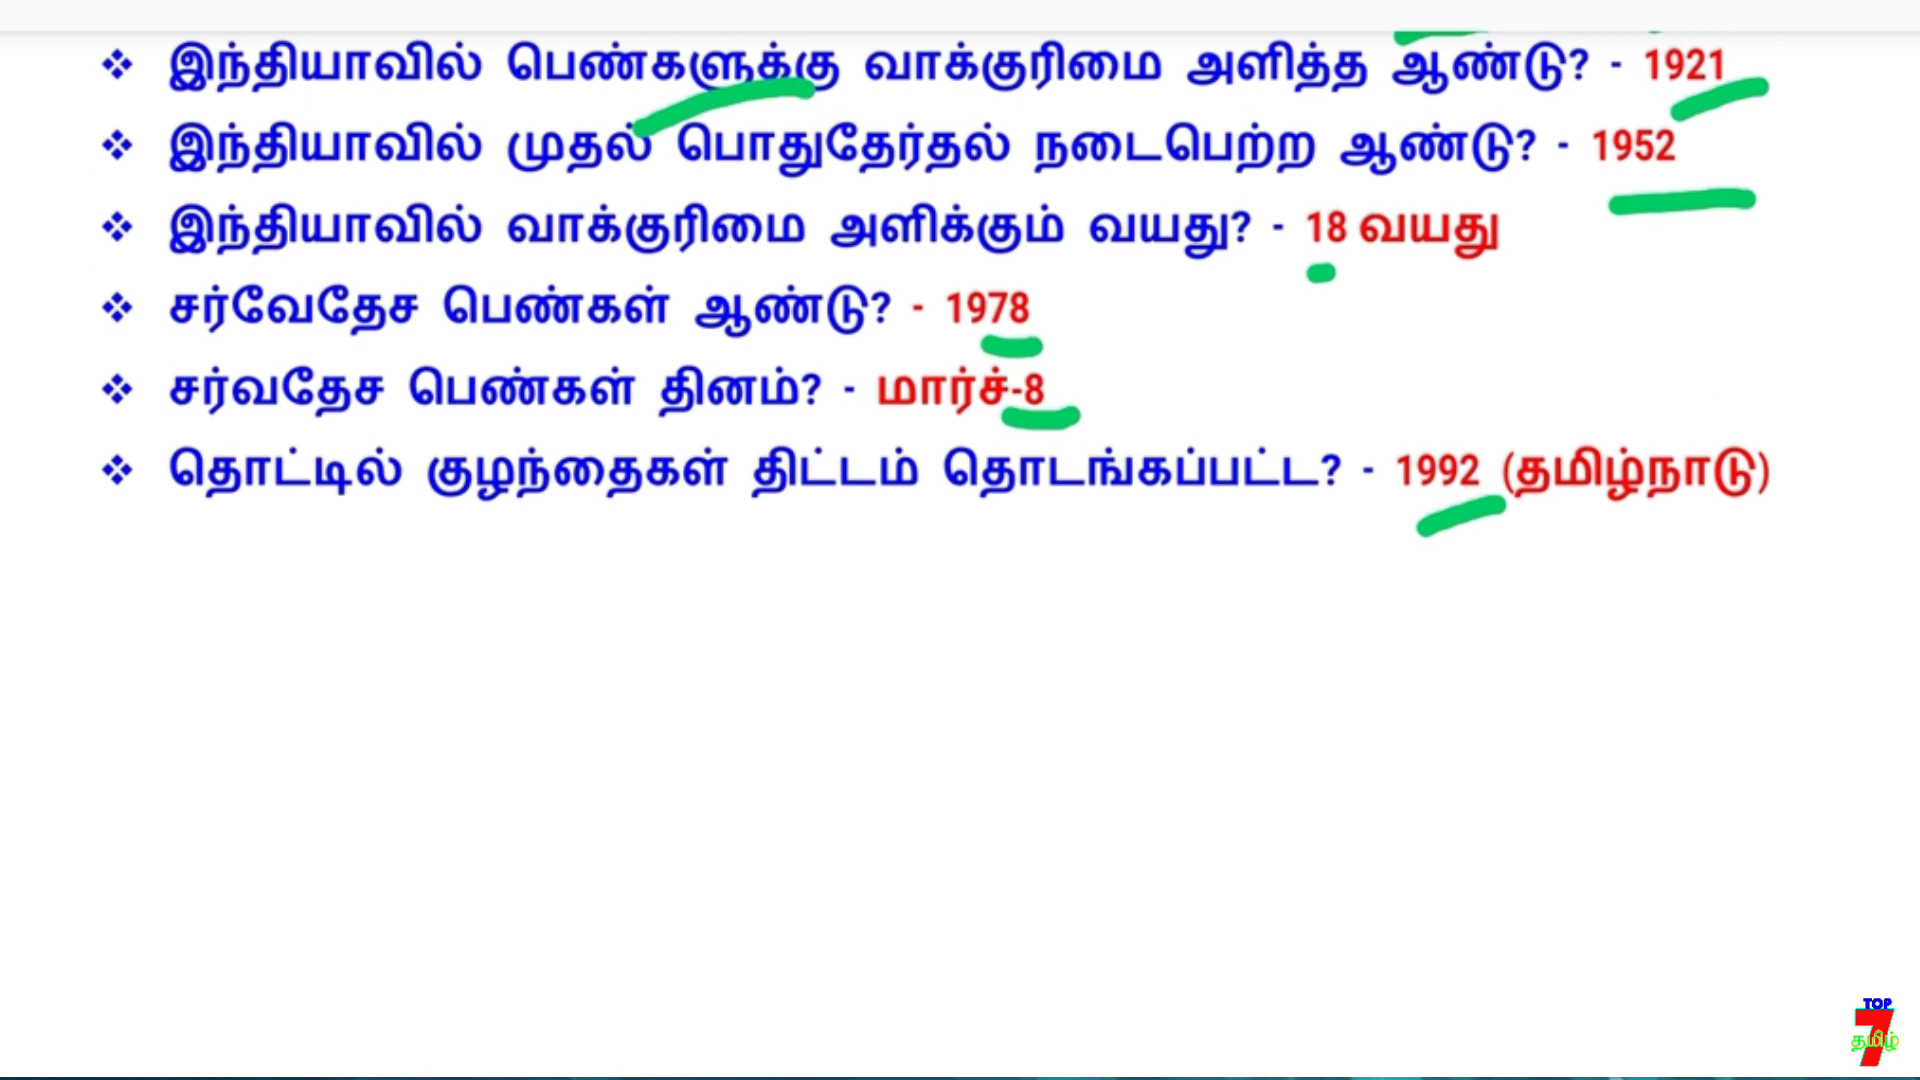 ❖ இந்தியாவில் பெண்களுக்கு வாக்குரிமை அளித்த ஆண்டு? - 1921
❖ இந்தியாவில் முதல் பொதுதேர்தல் நடைபெற்ற ஆண்டு? - 1952
❖ இந்தியாவில் வாக்குரிமை அளிக்கும் வயது? - 18 வயது
❖ சர்வேதேச பெண்கள் ஆண்டு? - 1978
❖ சர்வதேச பெண்கள் தினம்? - மார்ச்-8
❖ தொட்டில் குழந்தைகள் திட்டம் தொடங்கப்பட்ட? - 1992 (தமிழ்நாடு)
TOP
7
தமிழ்